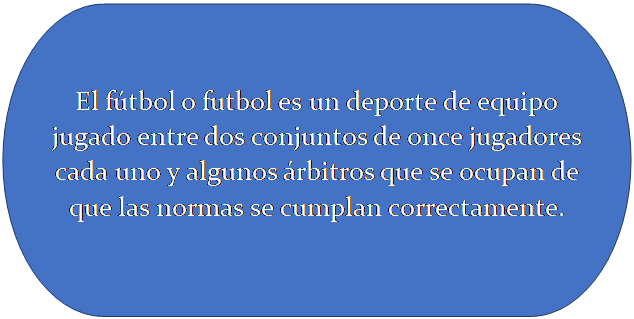 El fútbol o futbol es un deporte de equipo
jugado entre dos conjuntos de once jugadores
cada uno y algunos árbitros que se ocupan de
que las normas se cumplan correctamente.